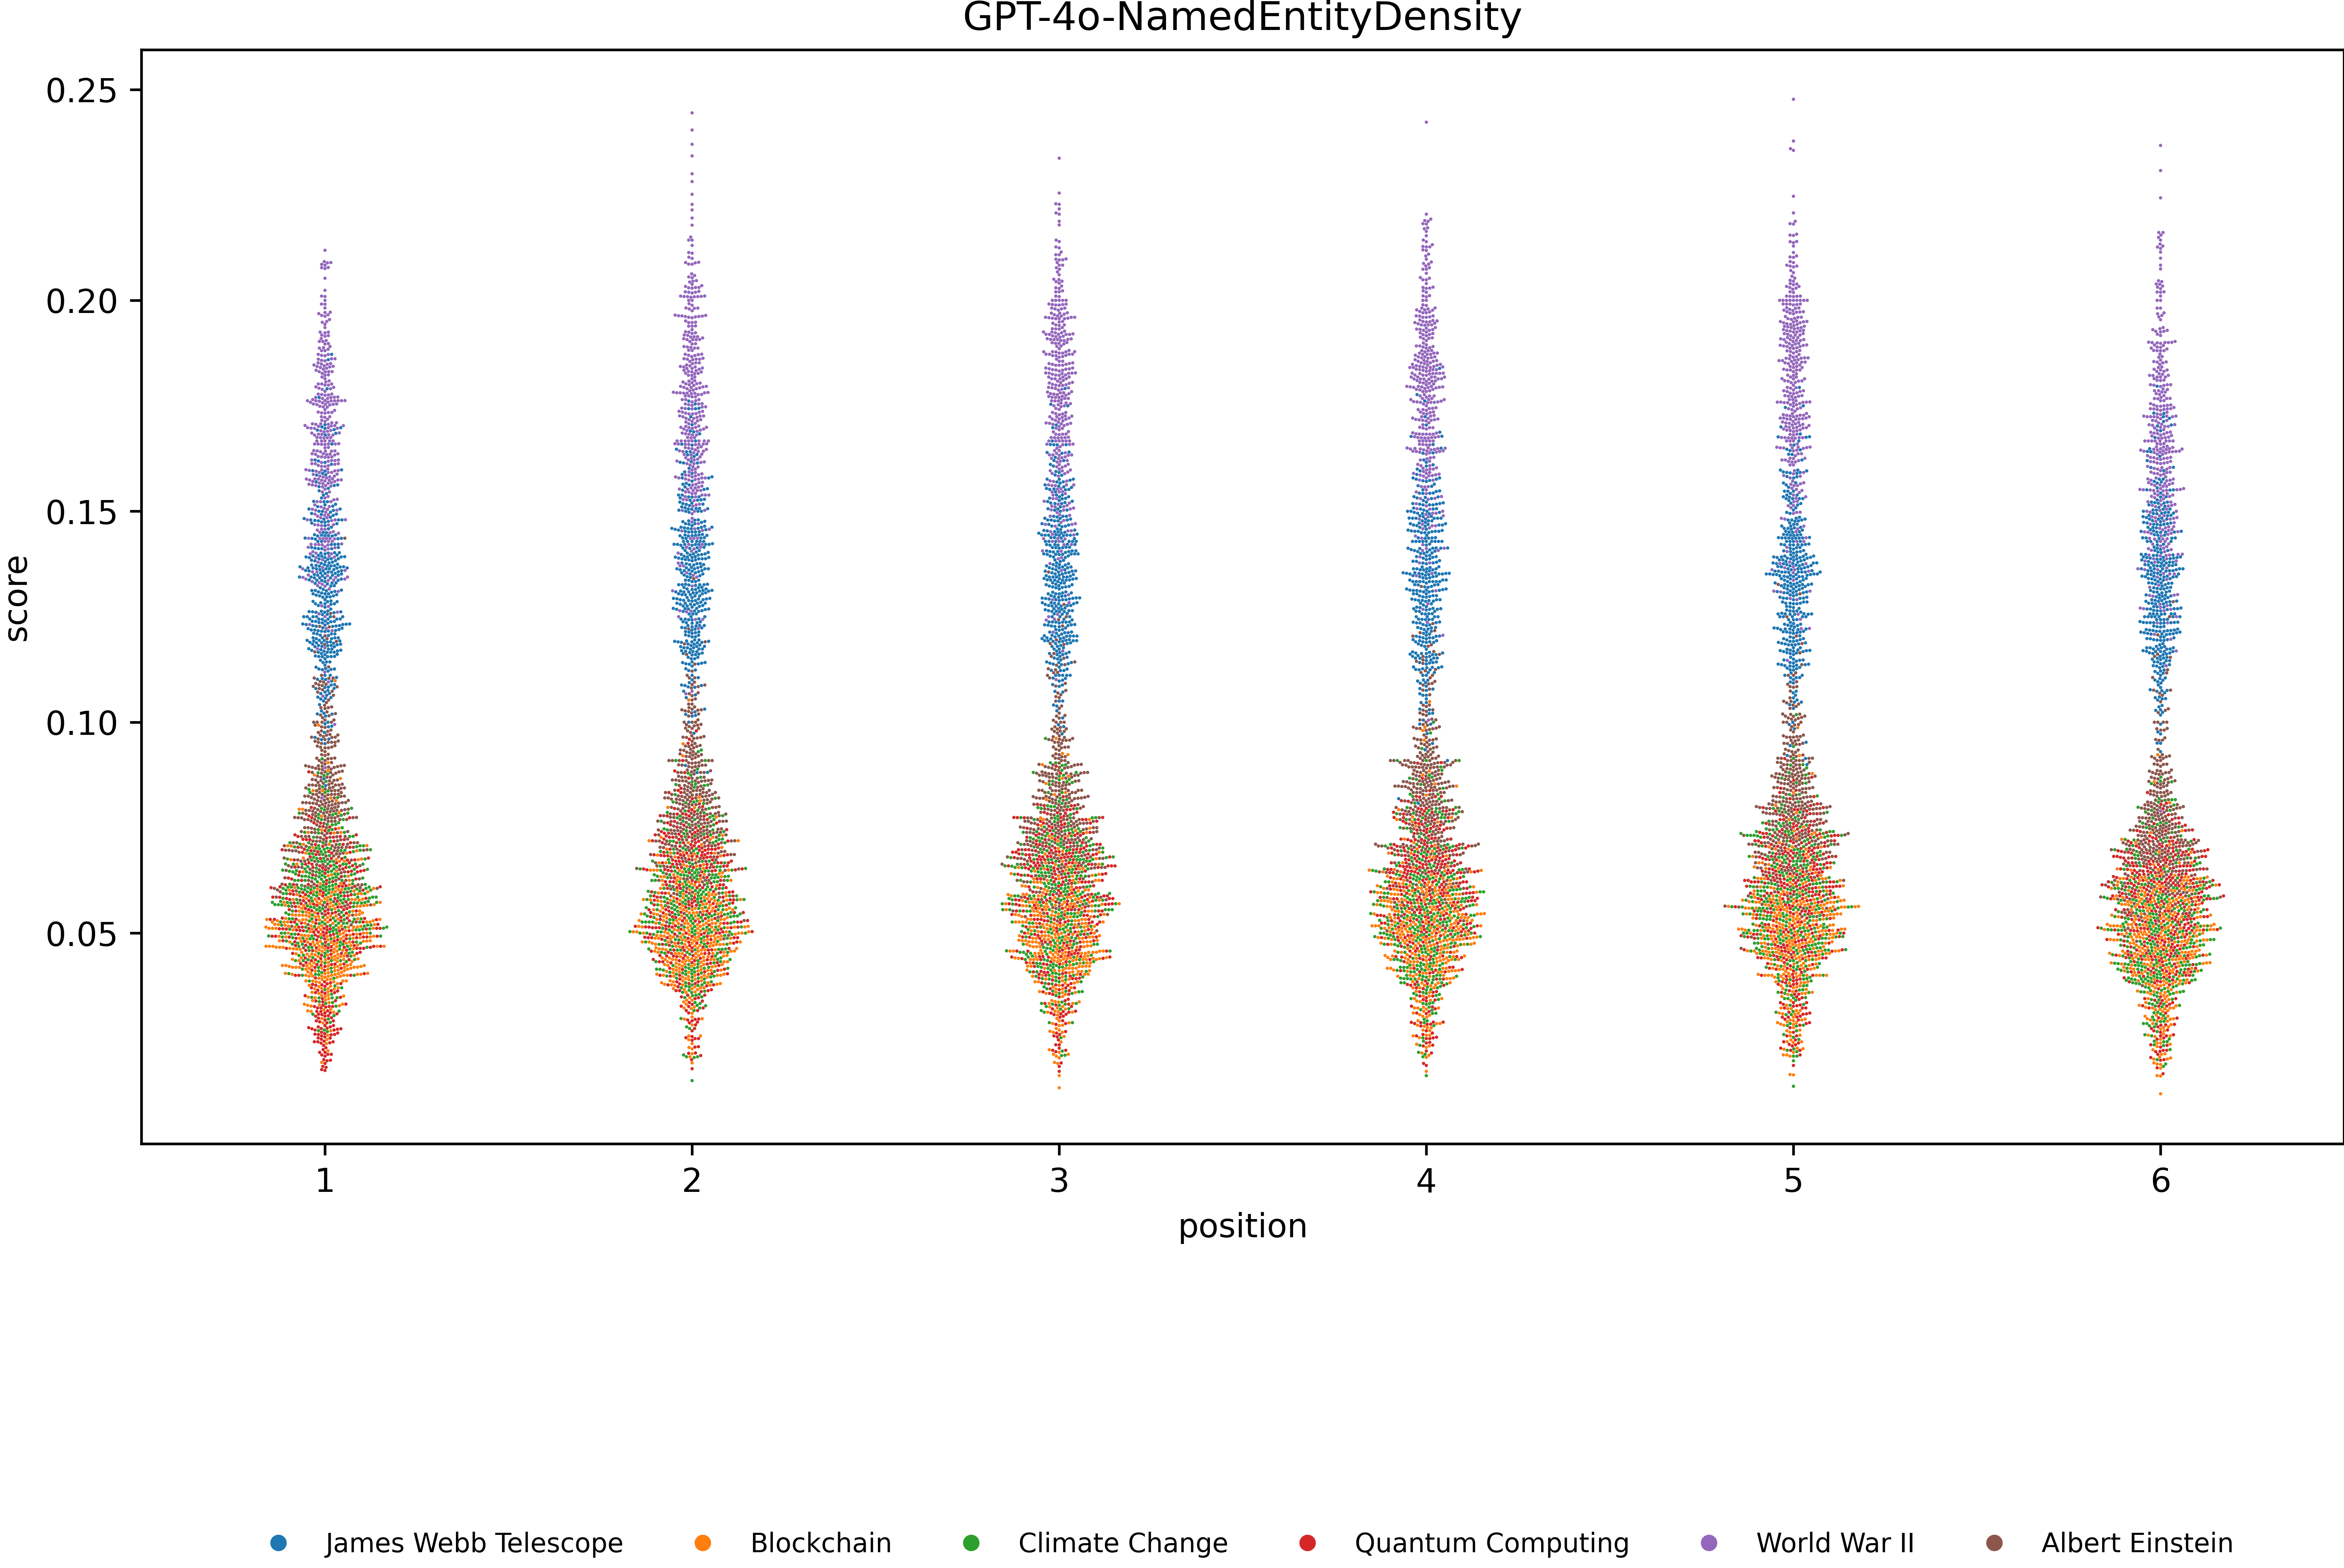 GPT-4o-NamedEntityDensity
0.25
0.20
0.15
0.10
0.05
score
1 2 3 4 5 6
position
James Webb Telescope Blockchain Climate Change Quantum Computing World War II Albert Einstein